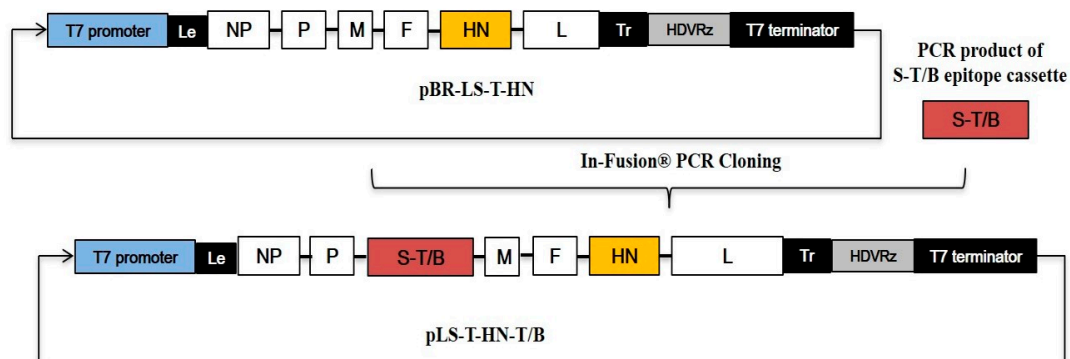 T7 promoter Le NP P M F HN L Tr HDVRz T7 terminator
PCR product of
S-T/B epitope cassette
pBR-LS-T-HN
S-T/B
In-Fusion® PCR Cloning
T7 promoter Le NP P S-T/B M F HN L Tr HDVRz T7 terminator
pLS-T-HN-T/B